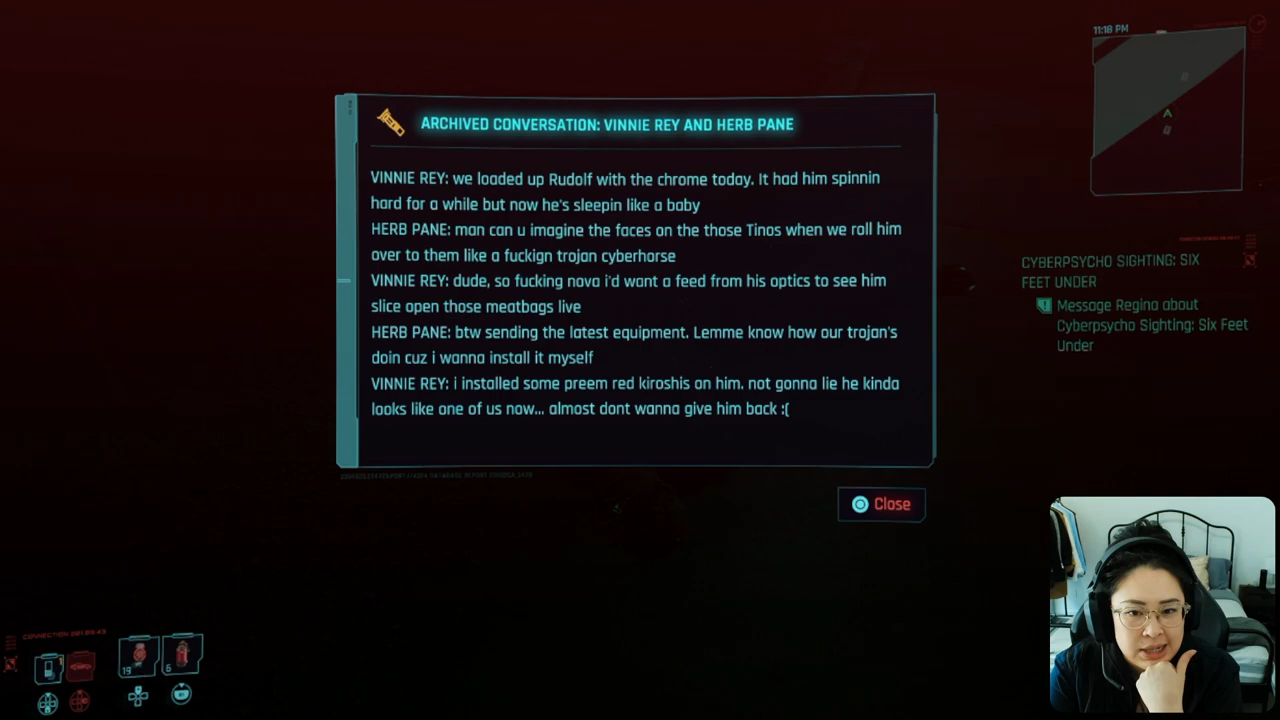 11:18 PM
ARCHIVED CONVERSATION: VINNIE REY AND HERB PANE
VINNIE REY: we loaded up Rudolf with the chrome today. It had him spinnin
hard for a while but now he's sleepin like a baby
HERB PANE: man can u imagine the faces on the those Tinos when we roll him
over to them like a fuckign trojan cyberhorse
VINNIE REY: dude, so fucking nova i'd want a feed from his optics to see him
slice open those meatbags live
HERB PANE: btw sending the latest equipment. Lemme know how our trojan's
doin cuz i wanna install it myself
VINNIE REY: i installed some preem red kiroshis on him. not gonna lie he kinda
looks like one of us now... almost dont wanna give him back :[
Close
CYBERPSYCHO SIGHTING: SIX
FEET UNDER
Message Regina about
Cyberpsycho Sighting: Six Feet
Under
19
6